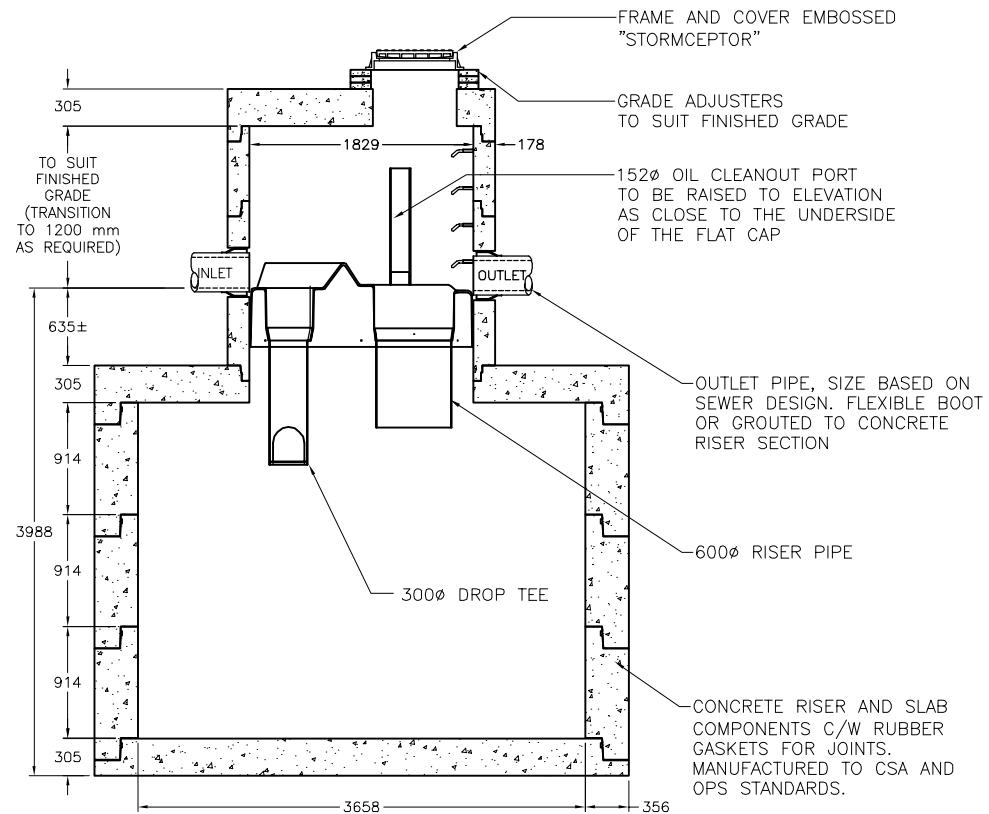 FRAME AND COVER EMBOSSED
"STORMCEPTOR"
305
GRADE ADJUSTERS
TO SUIT FINISHED GRADE
1829
178
TO SUIT
FINISHED
GRADE
(TRANSITION
TO 1200 mm
AS REQUIRED)
152ø OIL CLEANOUT PORT
TO BE RAISED TO ELEVATION
AS CLOSE TO THE UNDERSIDE
OF THE FLAT CAP
INLET
OUTLET
635±
305
OUTLET PIPE, SIZE BASED ON
SEWER DESIGN. FLEXIBLE BOOT
OR GROUTED TO CONCRETE
RISER SECTION
914
3988
914
600ø RISER PIPE
300ø DROP TEE
914
CONCRETE RISER AND SLAB
COMPONENTS C/W RUBBER
GASKETS FOR JOINTS.
MANUFACTURED TO CSA AND
OPS STANDARDS.
305
3658
356